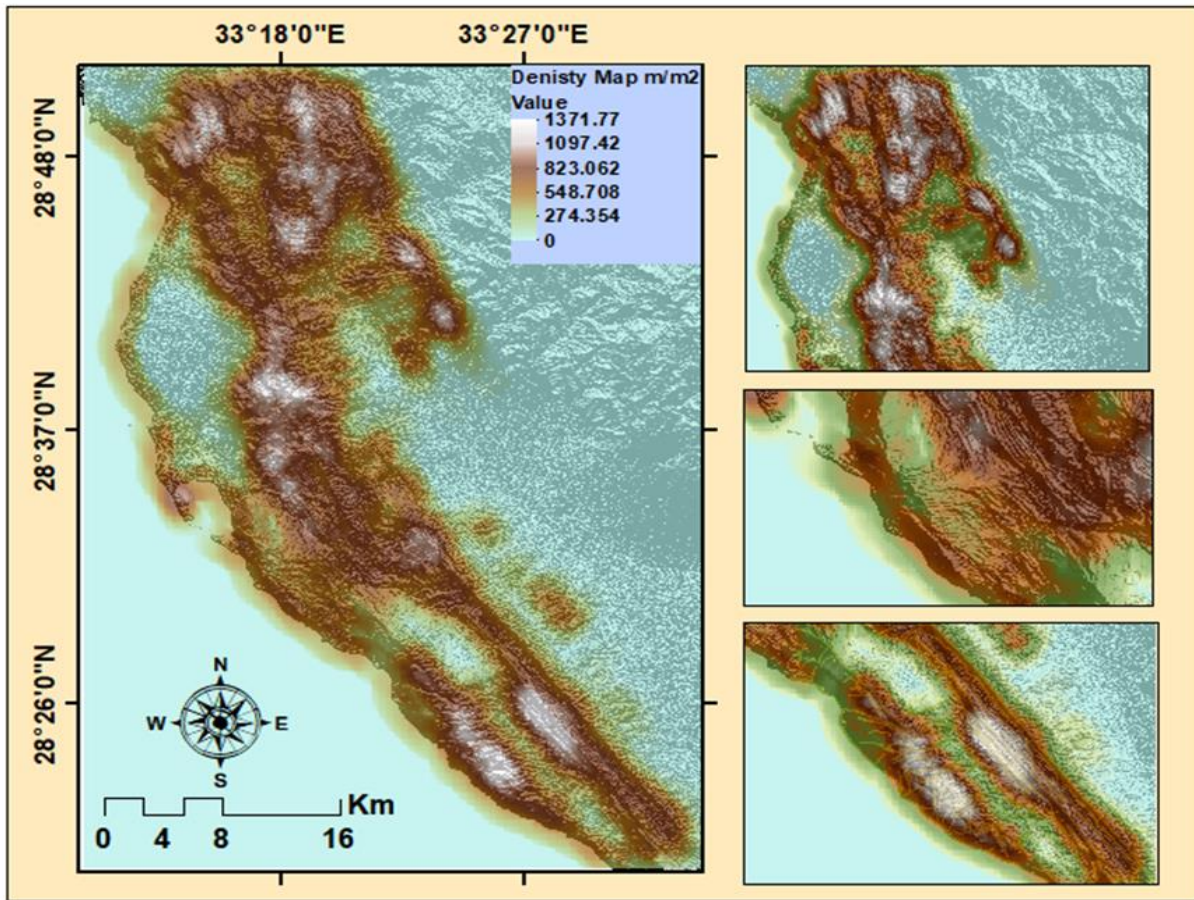 33°18'0"E 33°27'0"E
Denisty Map m/m2
Value
1371.77
1097.42
823.062
548.708
274.354
0
28°48'0"N
28°37'0"N
28°26'0"N
N
W E
S
Km
0 4 8 16